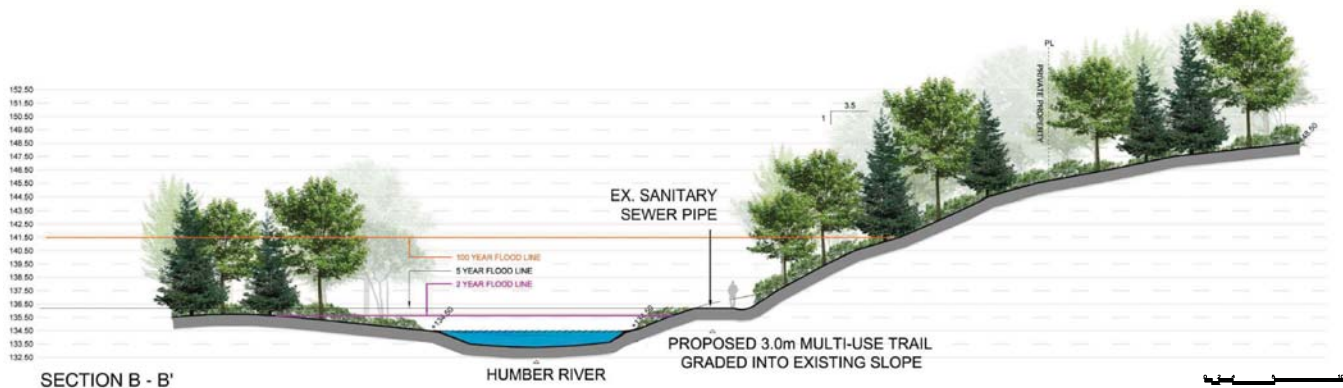 152.50
151.50
150.50
149.50
148.50
147.50
146.50
145.50
144.50
143.50
142.50
141.50
140.50
139.50
138.50
137.50
136.50
135.50
134.50
133.50
132.50
PL
PRIVATE PROPERTY
3.5
1
148.50
EX. SANITARY
SEWER PIPE
100 YEAR FLOOD LINE
5 YEAR FLOOD LINE
2 YEAR FLOOD LINE
+134.50
PROPOSED 3.0m MULTI-USE TRAIL
GRADED INTO EXISTING SLOPE
HUMBER RIVER
SECTION B - B'